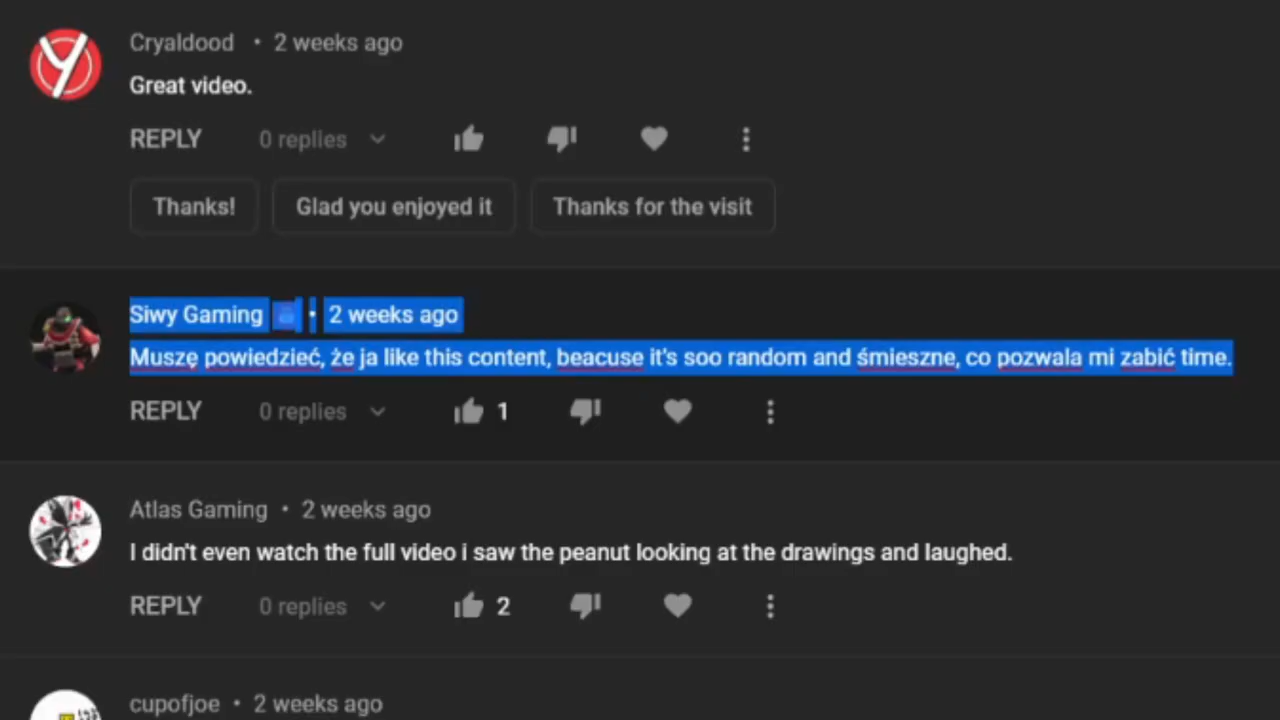 Cryaldood • 2 weeks ago
Great video.
REPLY 0 replies
Thanks! Glad you enjoyed it Thanks for the visit
Siwy Gaming • 2 weeks ago
Muszę powiedzieć, że ja like this content, beacuse it's soo random and śmieszne, co pozwala mi zabić time.
REPLY 0 replies 1
Atlas Gaming • 2 weeks ago
I didn't even watch the full video i saw the peanut looking at the drawings and laughed.
REPLY 0 replies 2
cupofjoe • 2 weeks ago